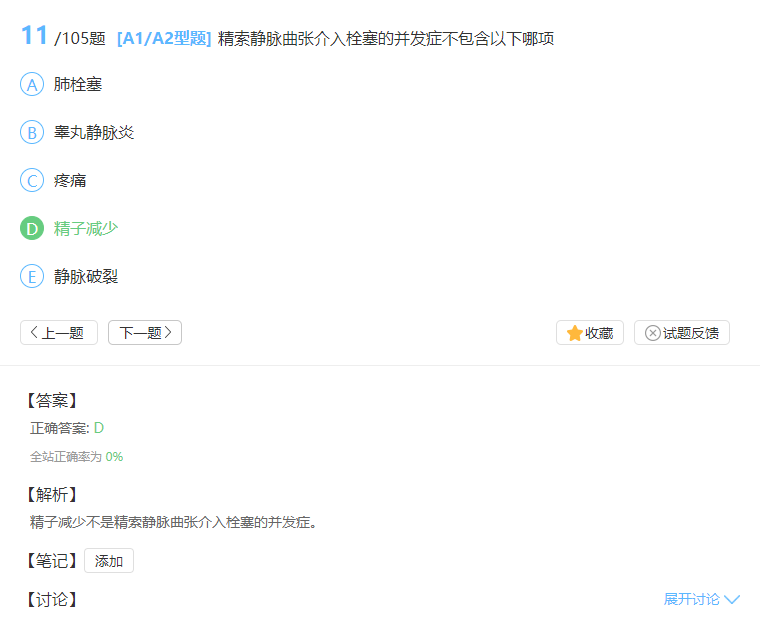 11 /105题 [A1/A2型题] 精索静脉曲张介入栓塞的并发症不包含以下哪项
A 肺栓塞
B 睾丸静脉炎
C 疼痛
D 精子减少
E 静脉破裂
上一题 下一题 收藏 试题反馈
【答案】
正确答案: D
全站正确率为 0%
【解析】
精子减少不是精索静脉曲张介入栓塞的并发症。
【笔记】 添加
【讨论】 展开讨论